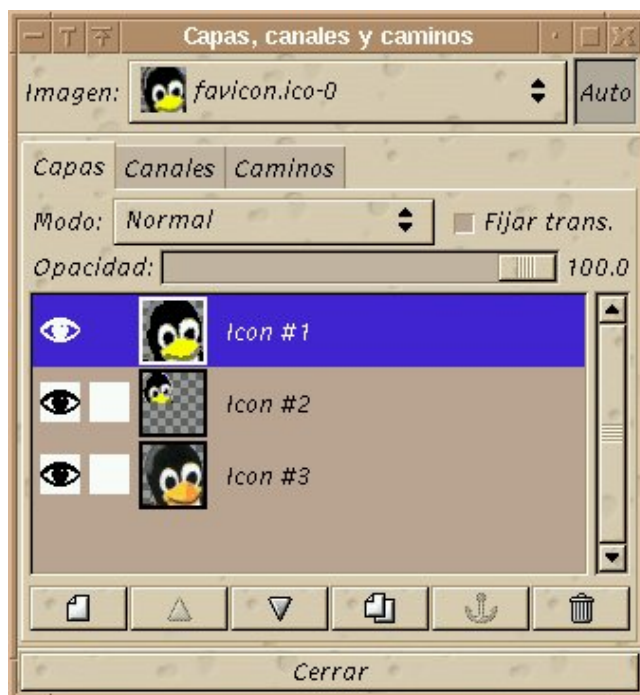 Capas, canales y caminos
Imagen: favicon.ico-0 Auto
Capas Canales Caminos
Modo: Normal Fijar trans.
Opacidad: 100.0
Icon #1
Icon #2
Icon #3
Cerrar